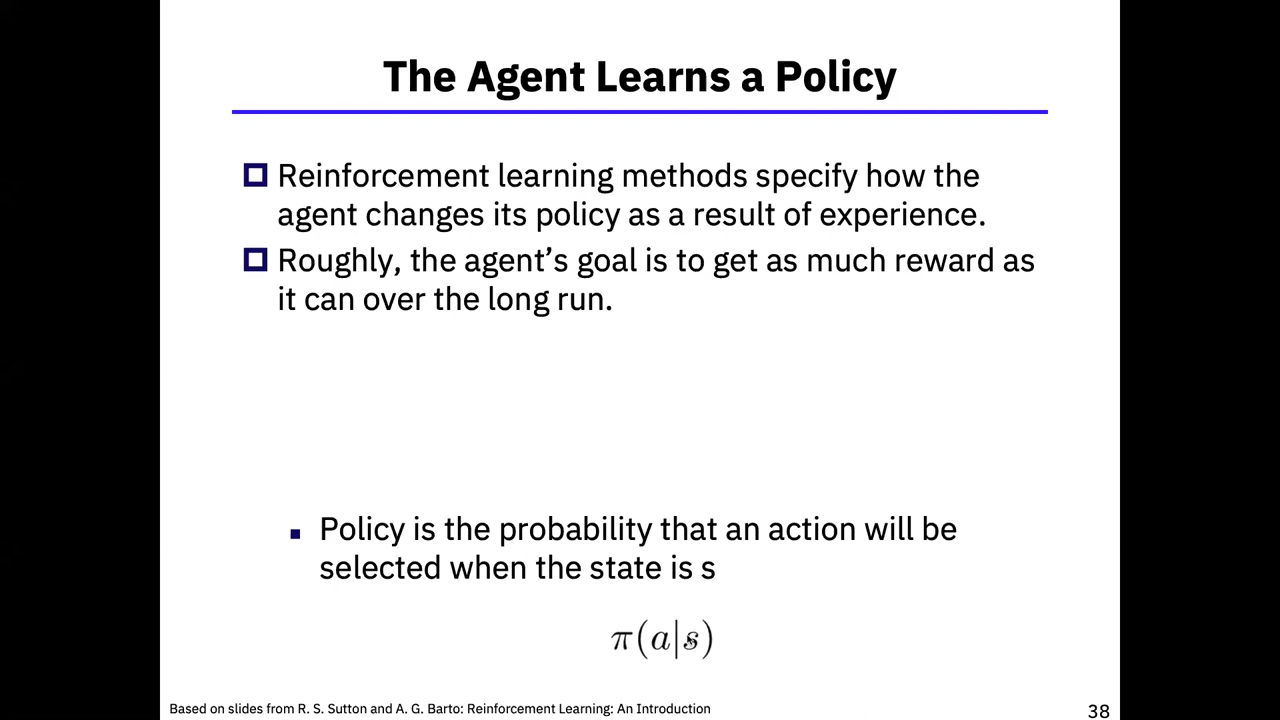 The Agent Learns a Policy
Reinforcement learning methods specify how the
agent changes its policy as a result of experience.
Roughly, the agent’s goal is to get as much reward as
it can over the long run.
Policy is the probability that an action will be
selected when the state is s
π(a|s)
Based on slides from R. S. Sutton and A. G. Barto: Reinforcement Learning: An Introduction
38